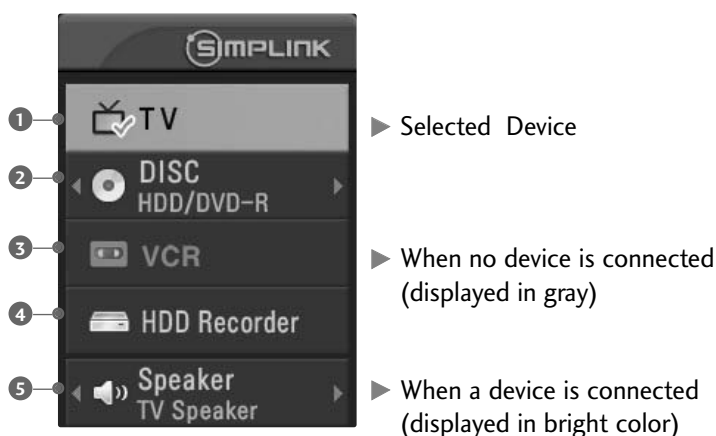 SIMPLINK
1 TV
▶ Selected Device
2 DISC
HDD/DVD-R
3 VCR
▶ When no device is connected
(displayed in gray)
4 HDD Recorder
5 Speaker
TV Speaker
▶ When a device is connected
(displayed in bright color)